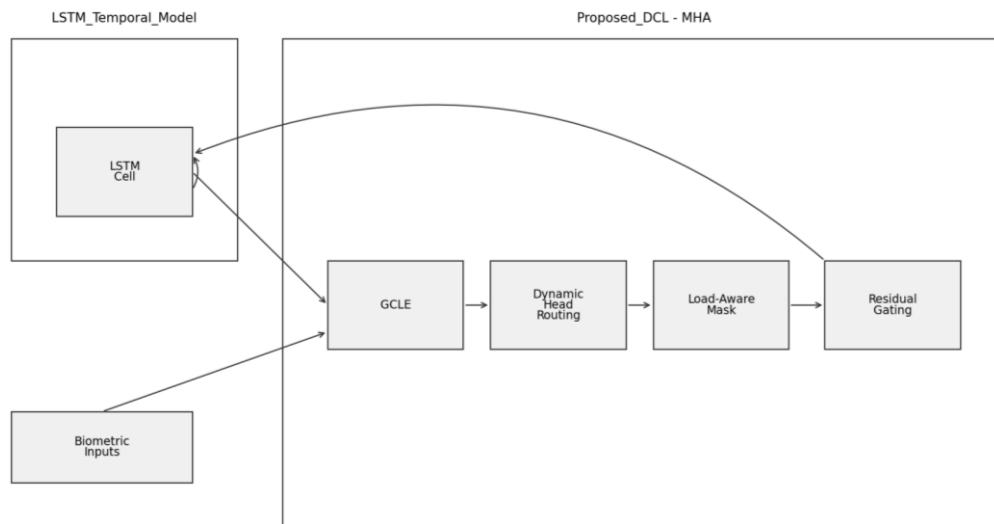 LSTM_Temporal_Model
Proposed_DCL - MHA
LSTM
Cell
GCLE
Dynamic
Head
Routing
Load-Aware
Mask
Residual
Gating
Biometric
Inputs